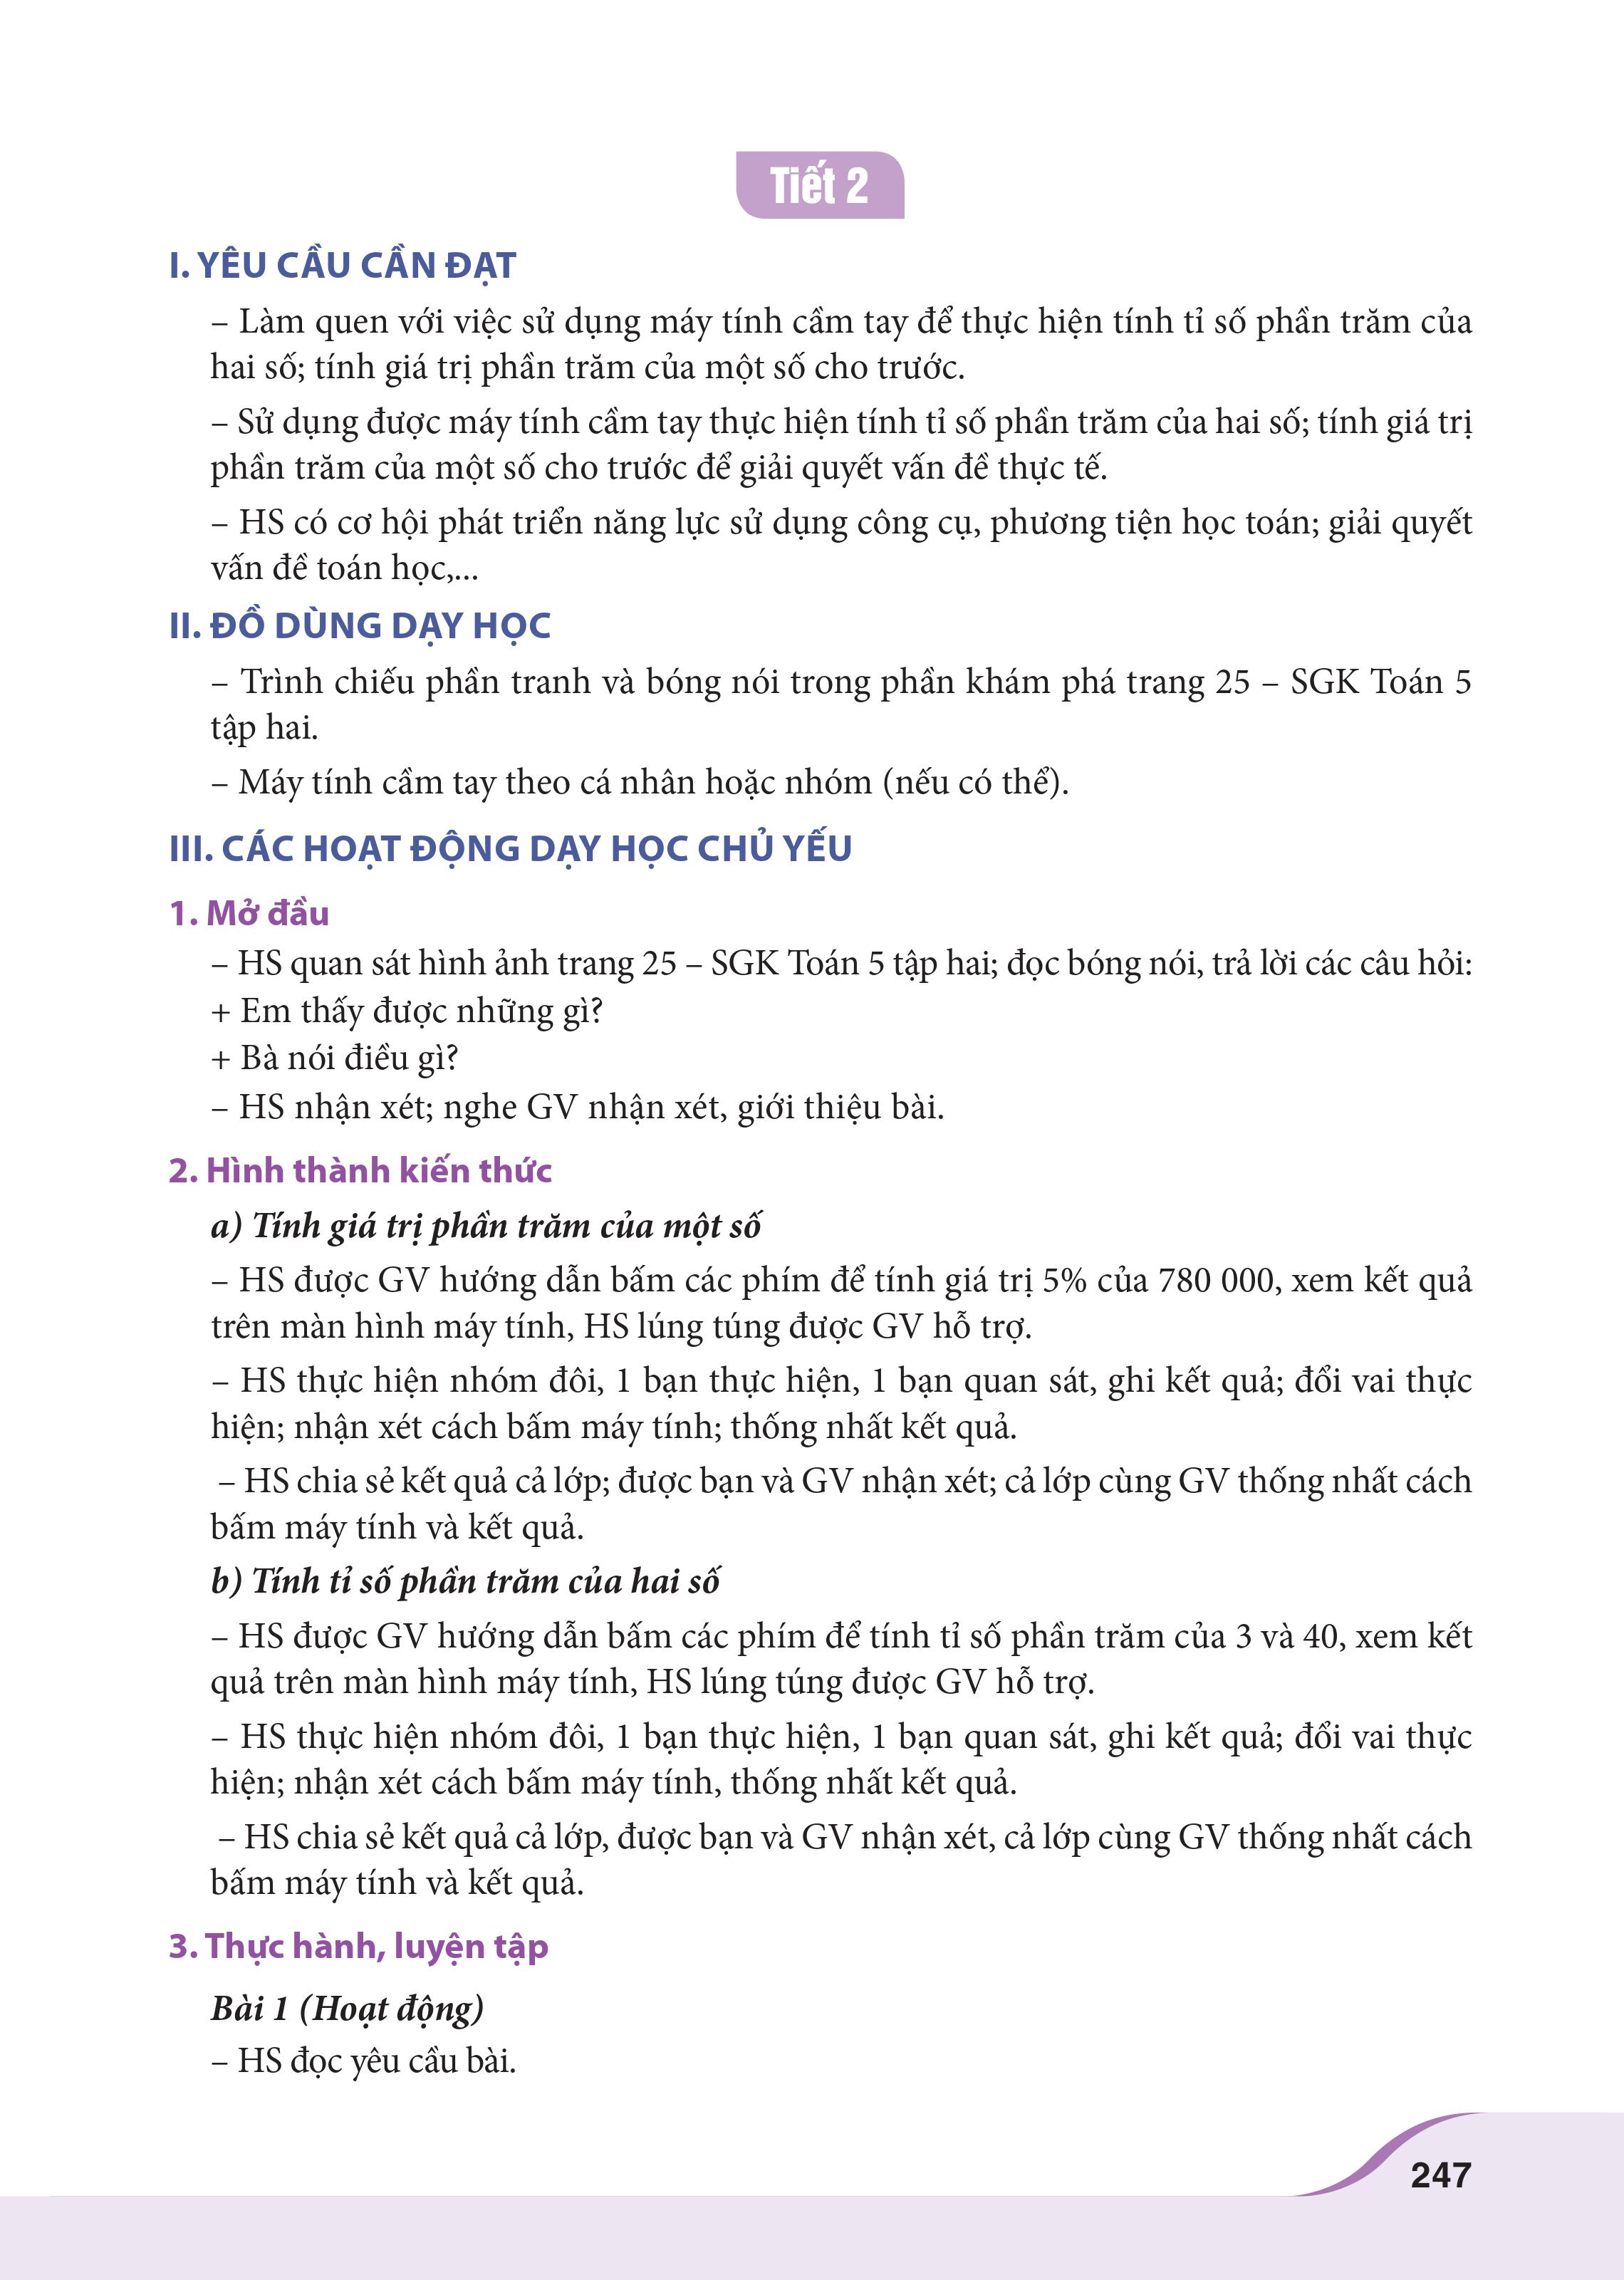 Tiết 2
I. YÊU CẦU CẦN ĐẠT
– Làm quen với việc sử dụng máy tính cầm tay để thực hiện tính tỉ số phần trăm của
hai số; tính giá trị phần trăm của một số cho trước.
– Sử dụng được máy tính cầm tay thực hiện tính tỉ số phần trăm của hai số; tính giá trị
phần trăm của một số cho trước để giải quyết vấn đề thực tế.
– HS có cơ hội phát triển năng lực sử dụng công cụ, phương tiện học toán; giải quyết
vấn đề toán học,...
II. ĐỒ DÙNG DẠY HỌC
– Trình chiếu phần tranh và bóng nói trong phần khám phá trang 25 – SGK Toán 5
tập hai.
– Máy tính cầm tay theo cá nhân hoặc nhóm (nếu có thể).
III. CÁC HOẠT ĐỘNG DẠY HỌC CHỦ YẾU
1. Mở đầu
– HS quan sát hình ảnh trang 25 – SGK Toán 5 tập hai; đọc bóng nói, trả lời các câu hỏi:
+ Em thấy được những gì?
+ Bà nói điều gì?
– HS nhận xét; nghe GV nhận xét, giới thiệu bài.
2. Hình thành kiến thức
a) Tính giá trị phần trăm của một số
– HS được GV hướng dẫn bấm các phím để tính giá trị 5% của 780 000, xem kết quả
trên màn hình máy tính, HS lúng túng được GV hỗ trợ.
– HS thực hiện nhóm đôi, 1 bạn thực hiện, 1 bạn quan sát, ghi kết quả; đổi vai thực
hiện; nhận xét cách bấm máy tính; thống nhất kết quả.
– HS chia sẻ kết quả cả lớp; được bạn và GV nhận xét; cả lớp cùng GV thống nhất cách
bấm máy tính và kết quả.
b) Tính tỉ số phần trăm của hai số
– HS được GV hướng dẫn bấm các phím để tính tỉ số phần trăm của 3 và 40, xem kết
quả trên màn hình máy tính, HS lúng túng được GV hỗ trợ.
– HS thực hiện nhóm đôi, 1 bạn thực hiện, 1 bạn quan sát, ghi kết quả; đổi vai thực
hiện; nhận xét cách bấm máy tính, thống nhất kết quả.
– HS chia sẻ kết quả cả lớp, được bạn và GV nhận xét, cả lớp cùng GV thống nhất cách
bấm máy tính và kết quả.
3. Thực hành, luyện tập
Bài 1 (Hoạt động)
– HS đọc yêu cầu bài.
247